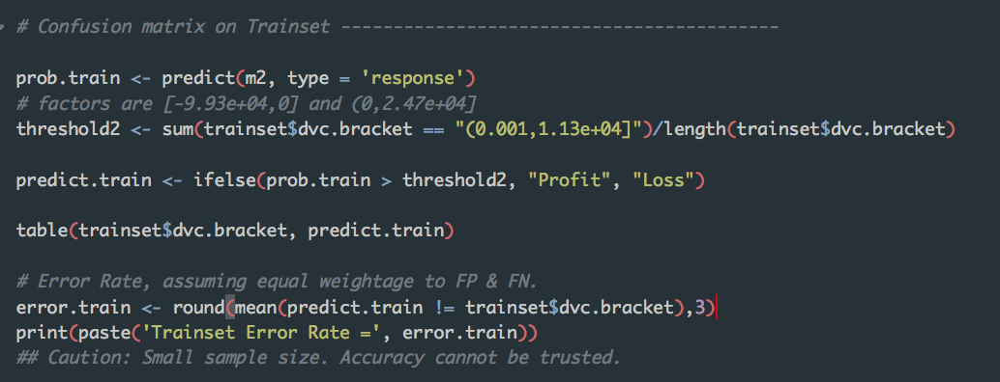 # Confusion matrix on Trainset ------------------------------------------
prob.train <- predict(m2, type = 'response')
# factors are [-9.93e+04,0] and (0,2.47e+04]
threshold2 <- sum(trainset$dvc.bracket == "(0.001,1.13e+04]")/length(trainset$dvc.bracket)
predict.train <- ifelse(prob.train > threshold2, "Profit", "Loss")
table(trainset$dvc.bracket, predict.train)
# Error Rate, assuming equal weightage to FP & FN.
error.train <- round(mean(predict.train != trainset$dvc.bracket),3)
print(paste('Trainset Error Rate =', error.train))
## Caution: Small sample size. Accuracy cannot be trusted.